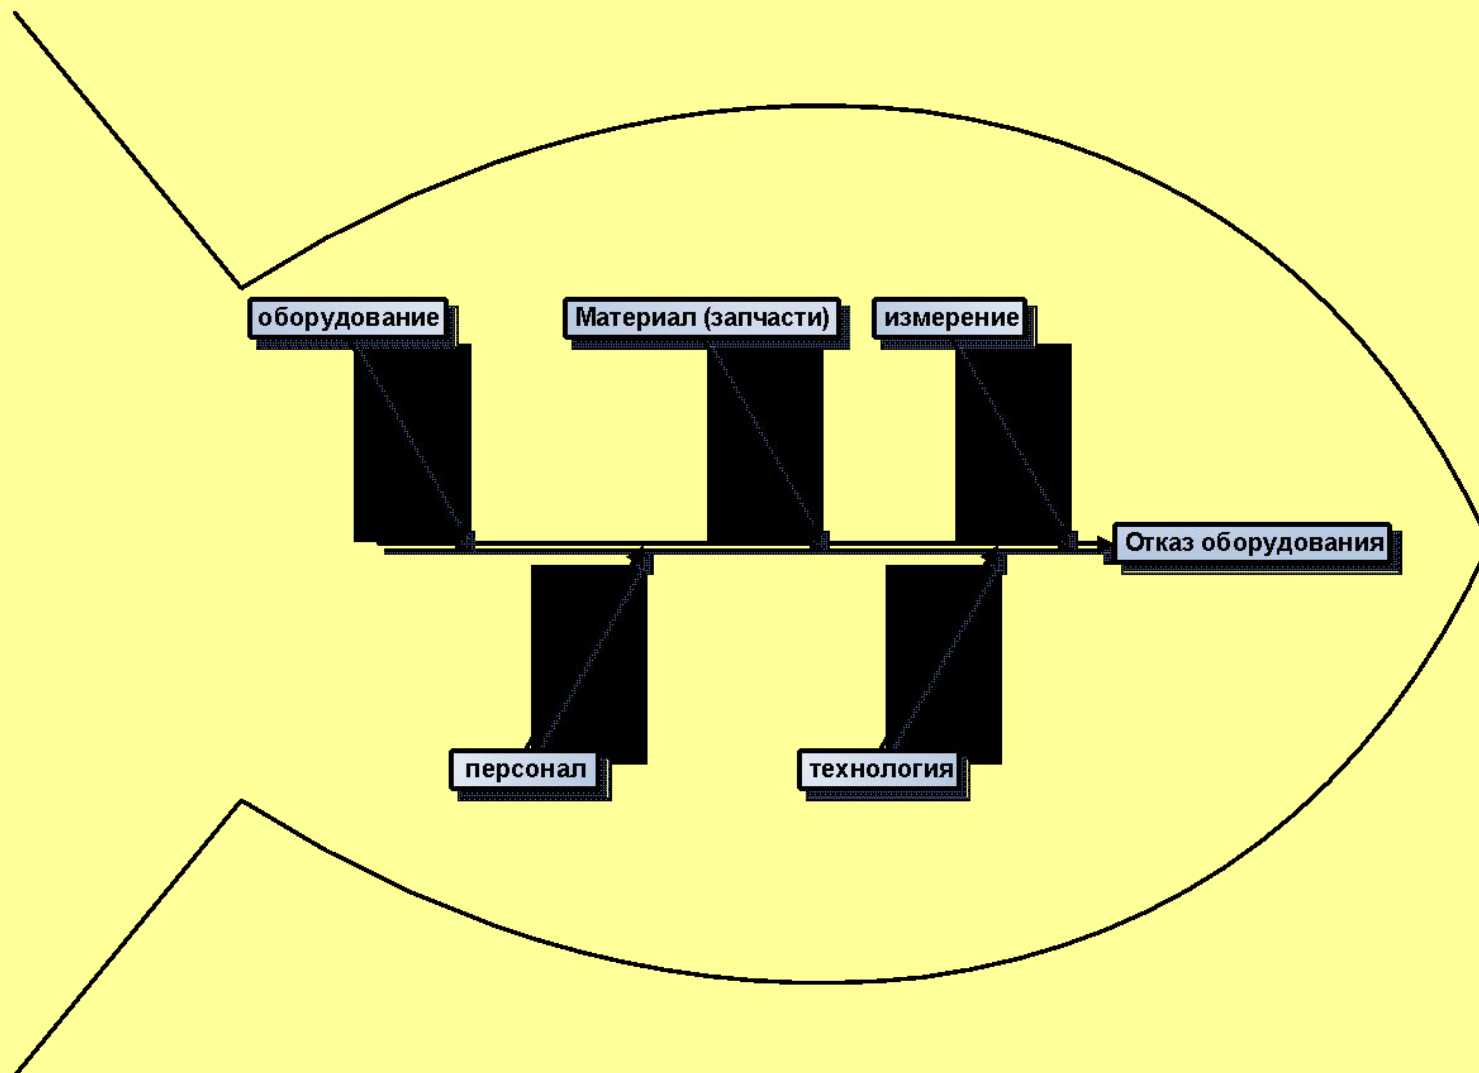 оборудование
Материал (запчасти)
измерение
Отказ оборудования
персонал
технология